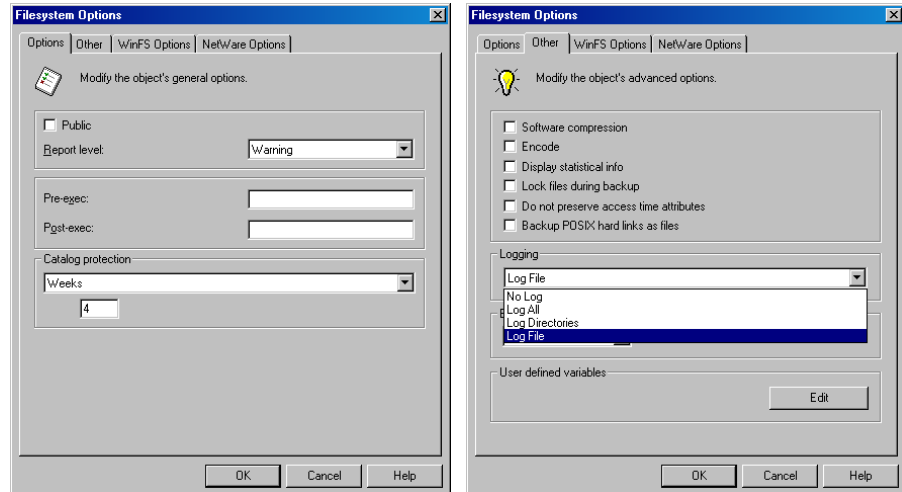 Filesystem Options
Options Other WinFS Options NetWare Options
Modify the object's general options.
Public
Report level: Warning
Pre-exec:
Post-exec:
Catalog protection
Weeks
4
OK Cancel Help
Filesystem Options
Options Other WinFS Options NetWare Options
Modify the object's advanced options.
Software compression
Encode
Display statistical info
Lock files during backup
Do not preserve access time attributes
Backup POSIX hard links as files
Logging
Log File
No Log
Log All
Log Directories
Log File
User defined variables
Edit
OK Cancel Help